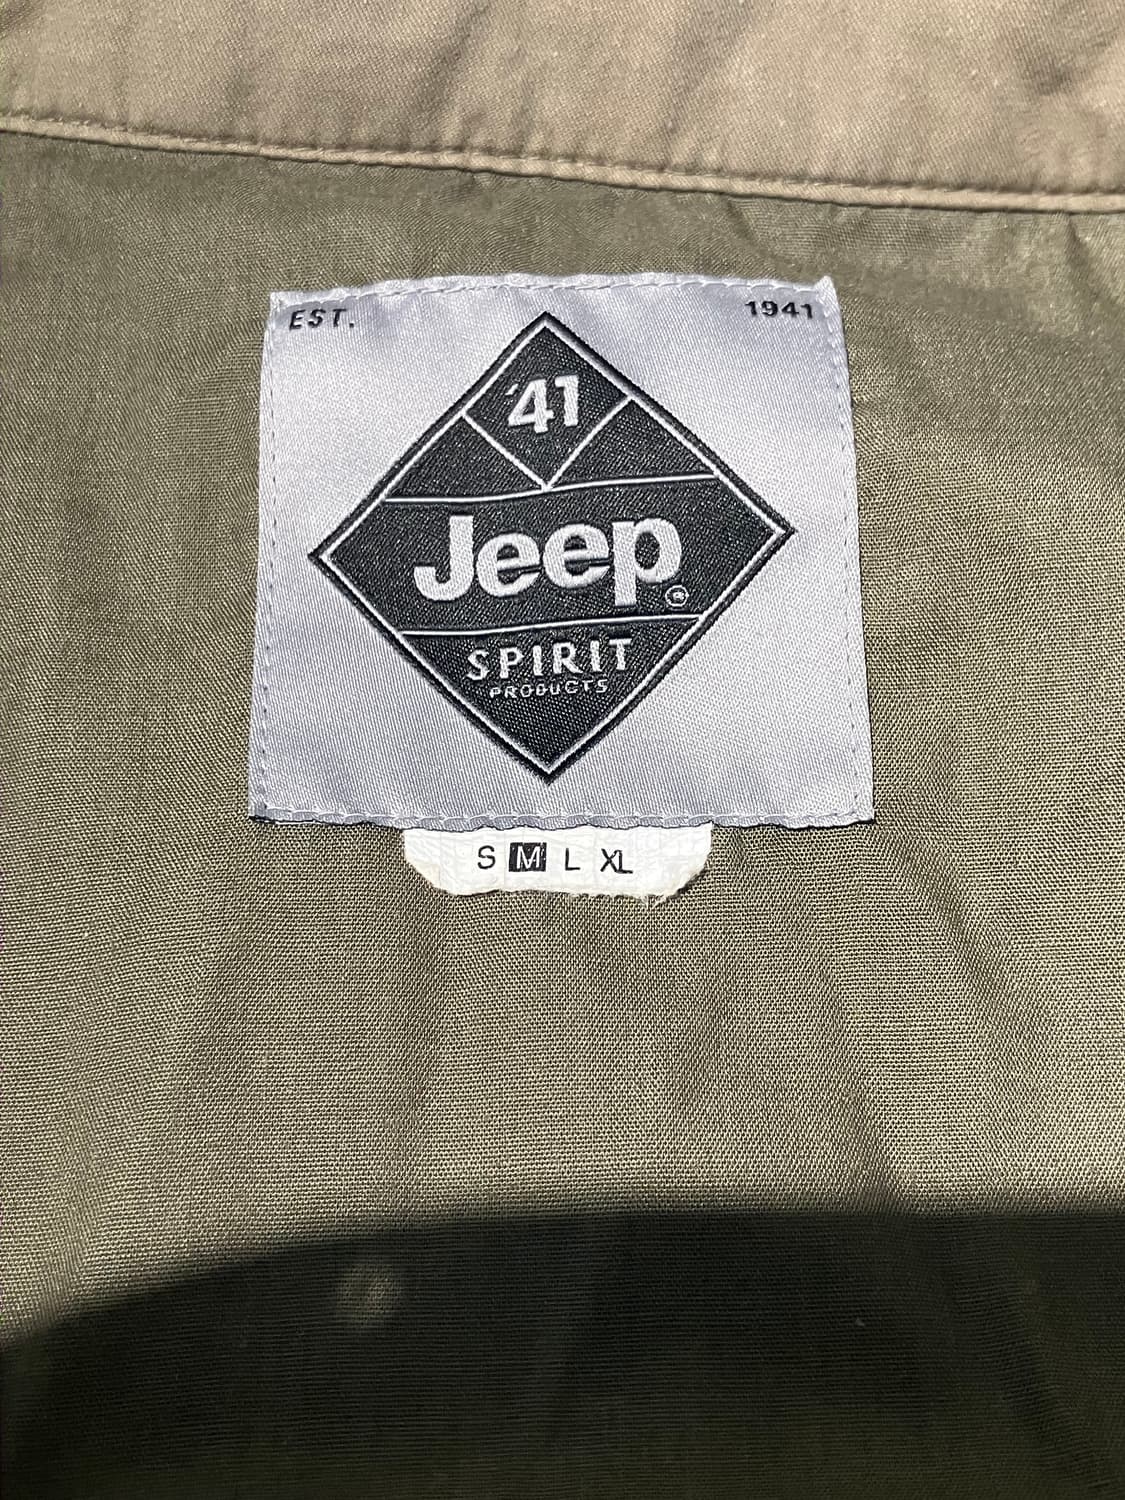 EST. 1941
'41
Jeep®
SPIRIT
PRODUCTS
S M L XL